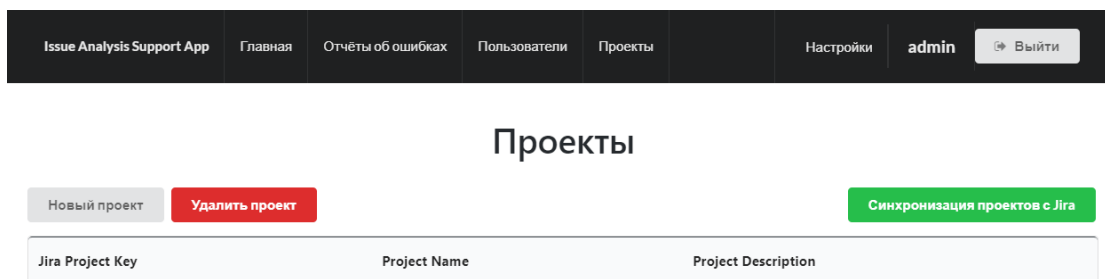 Issue Analysis Support App Главная Отчёты об ошибках Пользователи Проекты Настройки admin Выйти
Проекты
Новый проект Удалить проект Синхронизация проектов с Jira
Jira Project Key Project Name Project Description